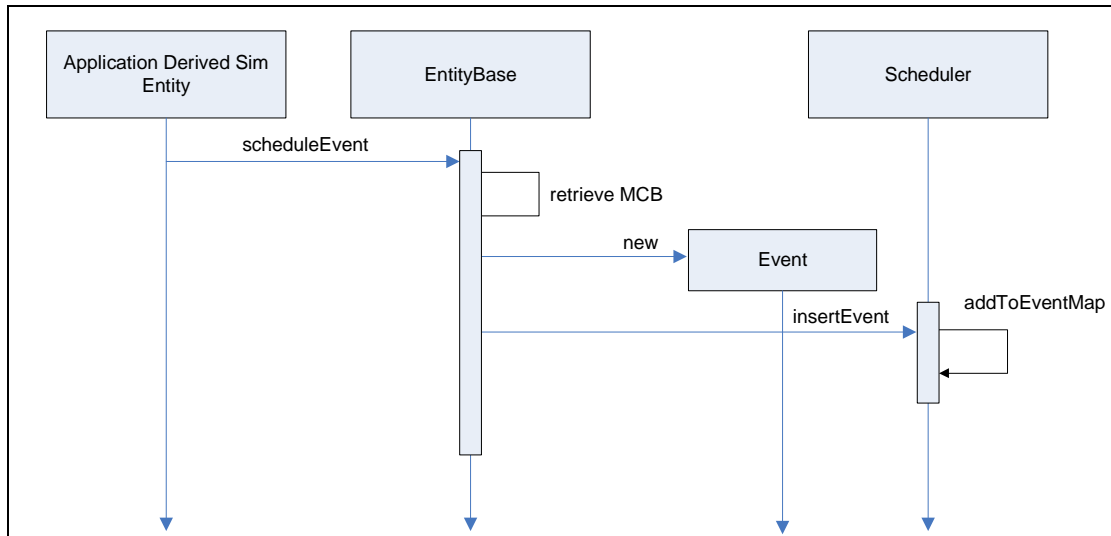 Application Derived Sim
Entity
EntityBase
Scheduler
scheduleEvent
retrieve MCB
new
Event
addToEventMap
insertEvent